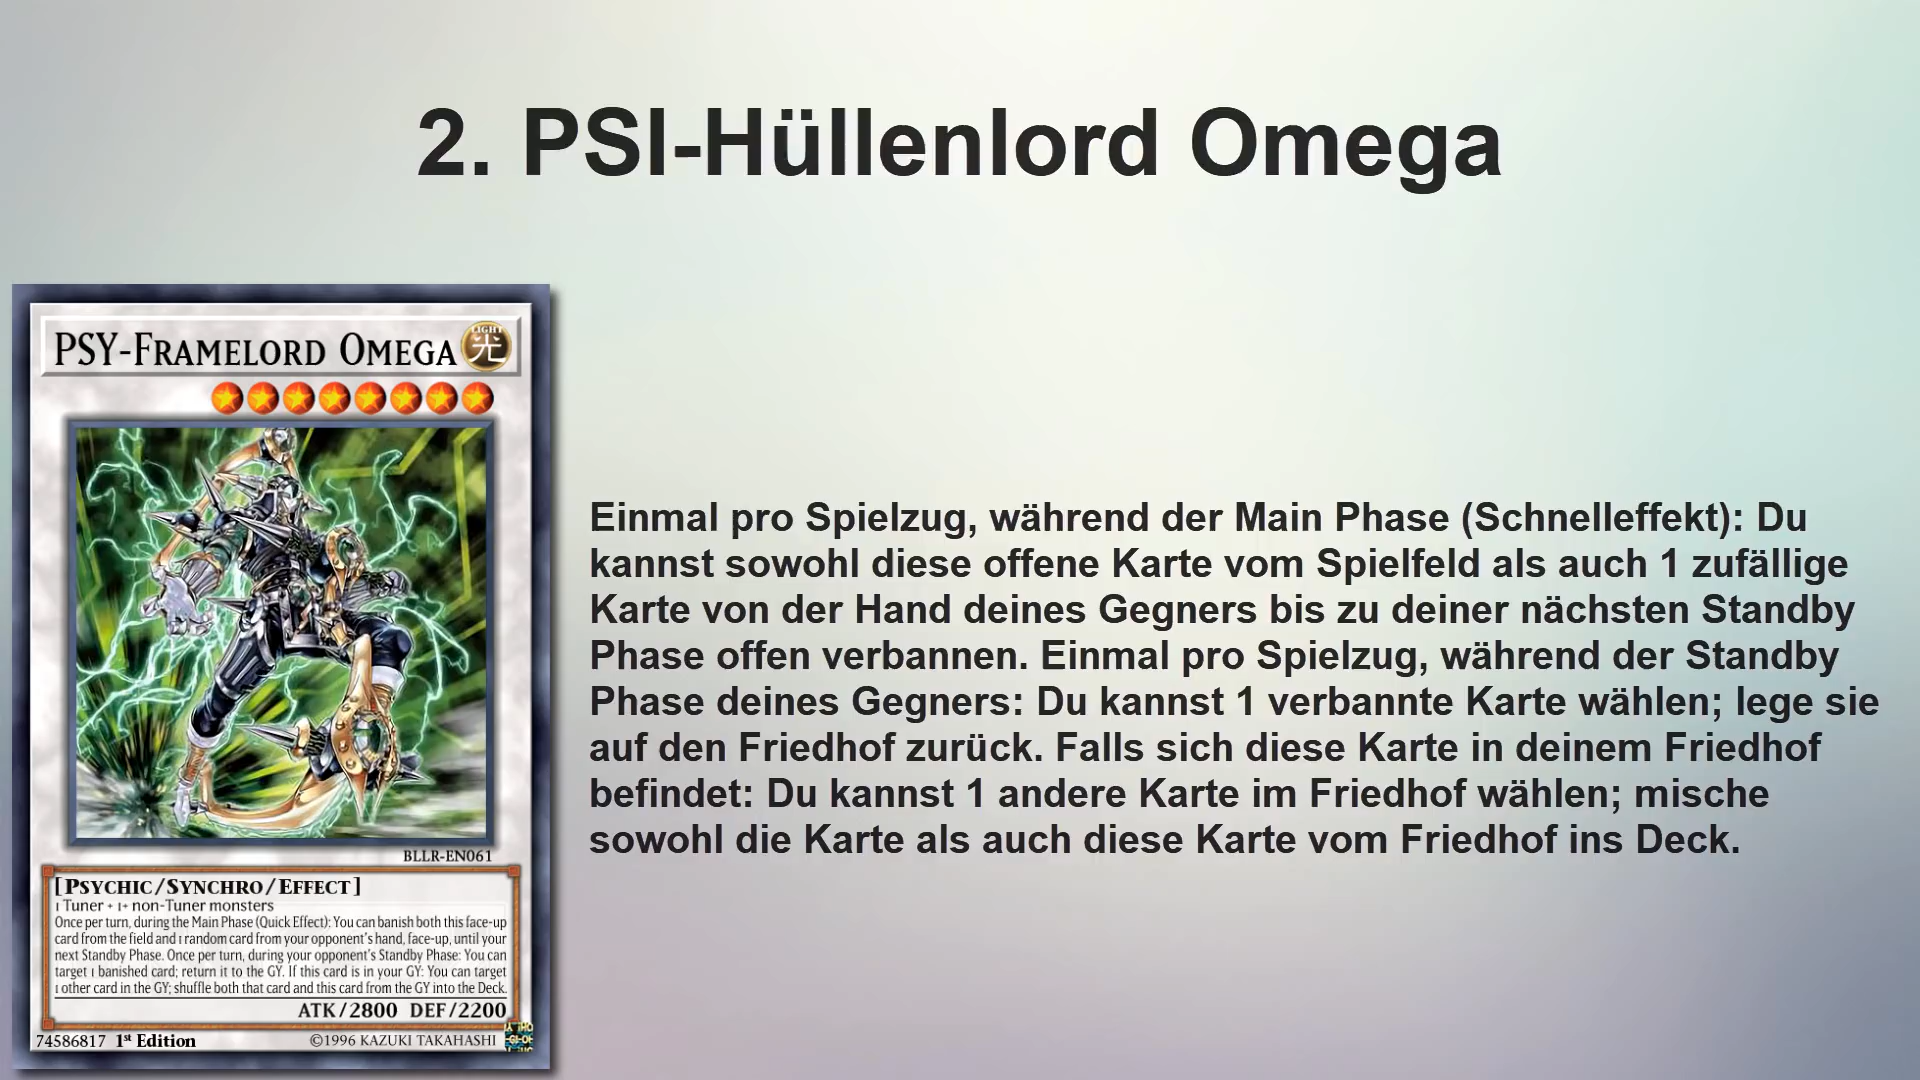 2. PSI-Hüllenlord Omega
PSY-Framelord Omega
LIGHT
光
Einmal pro Spielzug, während der Main Phase (Schnelleffekt): Du
kannst sowohl diese offene Karte vom Spielfeld als auch 1 zufällige
Karte von der Hand deines Gegners bis zu deiner nächsten Standby
Phase offen verbannen. Einmal pro Spielzug, während der Standby
Phase deines Gegners: Du kannst 1 verbannte Karte wählen; lege sie
auf den Friedhof zurück. Falls sich diese Karte in deinem Friedhof
befindet: Du kannst 1 andere Karte im Friedhof wählen; mische
sowohl die Karte als auch diese Karte vom Friedhof ins Deck.
BLLR-EN061
[Psychic/Synchro/Effect]
1 Tuner + 1+ non-Tuner monsters
Once per turn, during the Main Phase (Quick Effect): You can banish both this face-up
card from the field and 1 random card from your opponent's hand, face-up, until your
next Standby Phase. Once per turn, during your opponent's Standby Phase: You can
target 1 banished card; return it to the GY. If this card is in your GY: You can target
1 other card in the GY; shuffle both that card and this card from the GY into the Deck.
ATK/2800 DEF/2200
74586817 1st Edition ©1996 KAZUKI TAKAHASHI